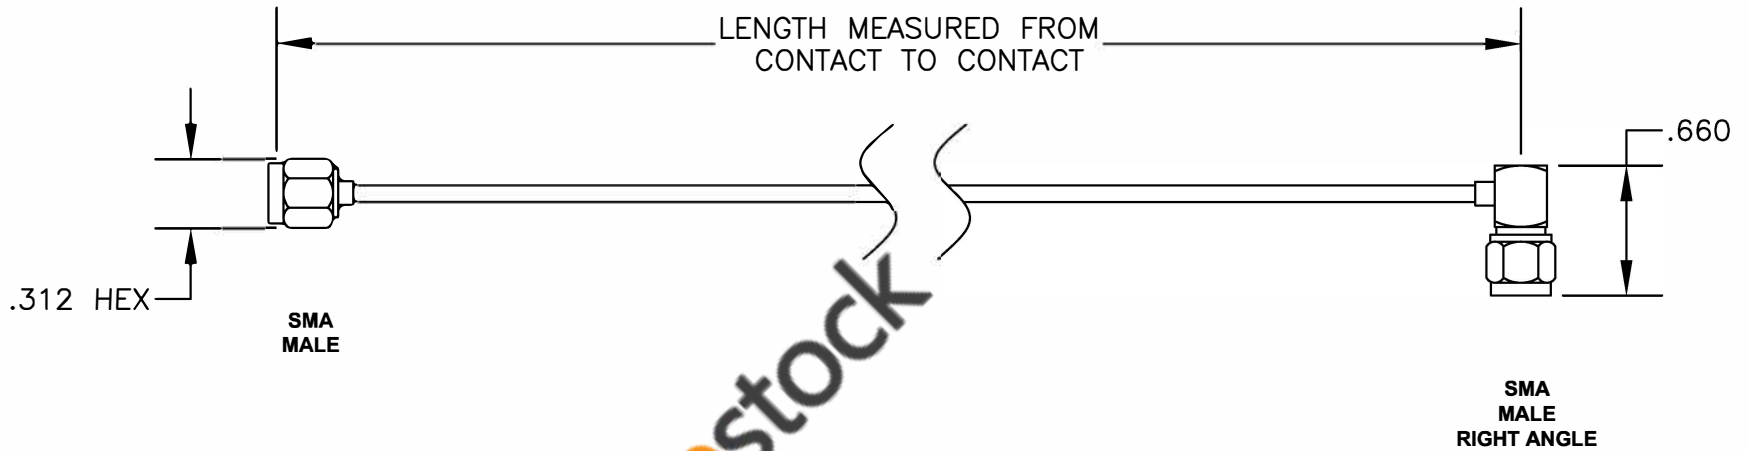 LENGTH MEASURED FROM
CONTACT TO CONTACT
.660
.312 HEX
SMA
MALE
stock
SMA
MALE
RIGHT ANGLE